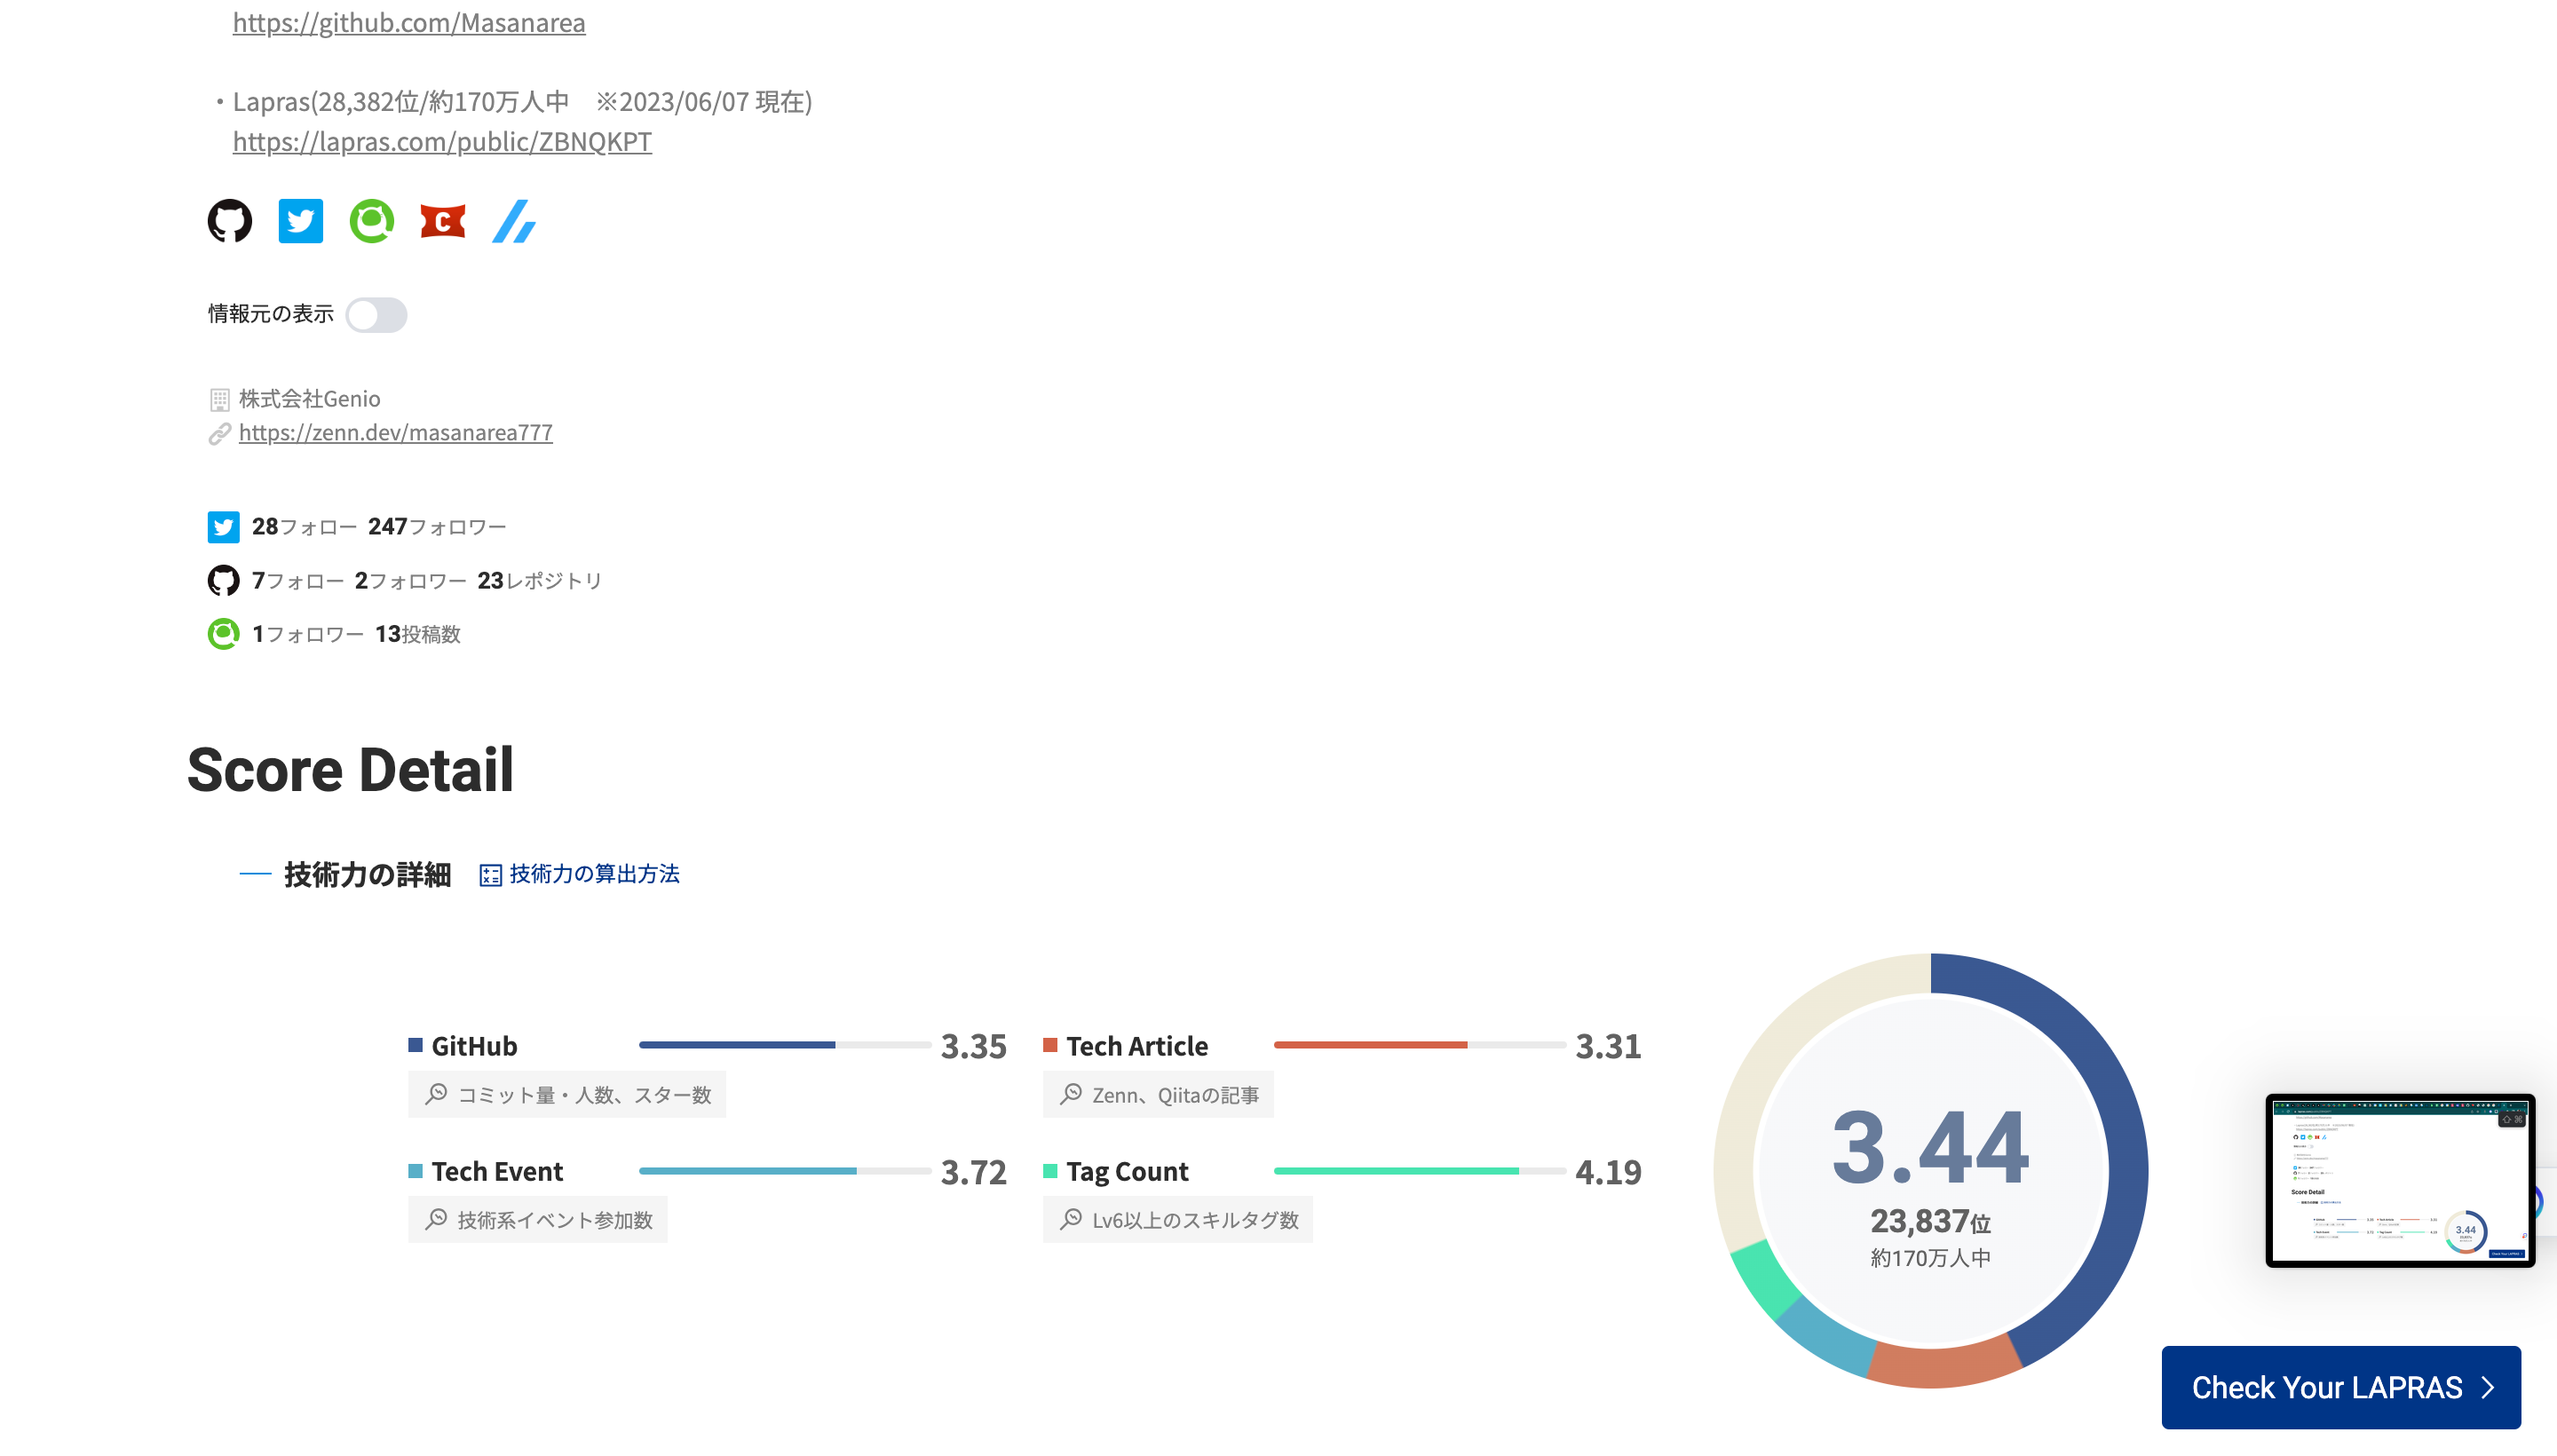 https://github.com/Masanarea
・Lapras(28,382位/約170万人中　※2023/06/07 現在)
https://lapras.com/public/ZBNQKPT
情報元の表示
株式会社Genio
https://zenn.dev/masanarea777
28フォロー 247フォロワー
7フォロー 2フォロワー 23レポジトリ
1フォロワー 13投稿数
Score Detail
技術力の詳細 技術力の算出方法
GitHub 3.35
コミット量・人数、スター数
Tech Article 3.31
Zenn、Qiitaの記事
Tech Event 3.72
技術系イベント参加数
Tag Count 4.19
Lv6以上のスキルタグ数
3.44
23,837位
約170万人中
Score Detail
3.44
Check Your LAPRAS